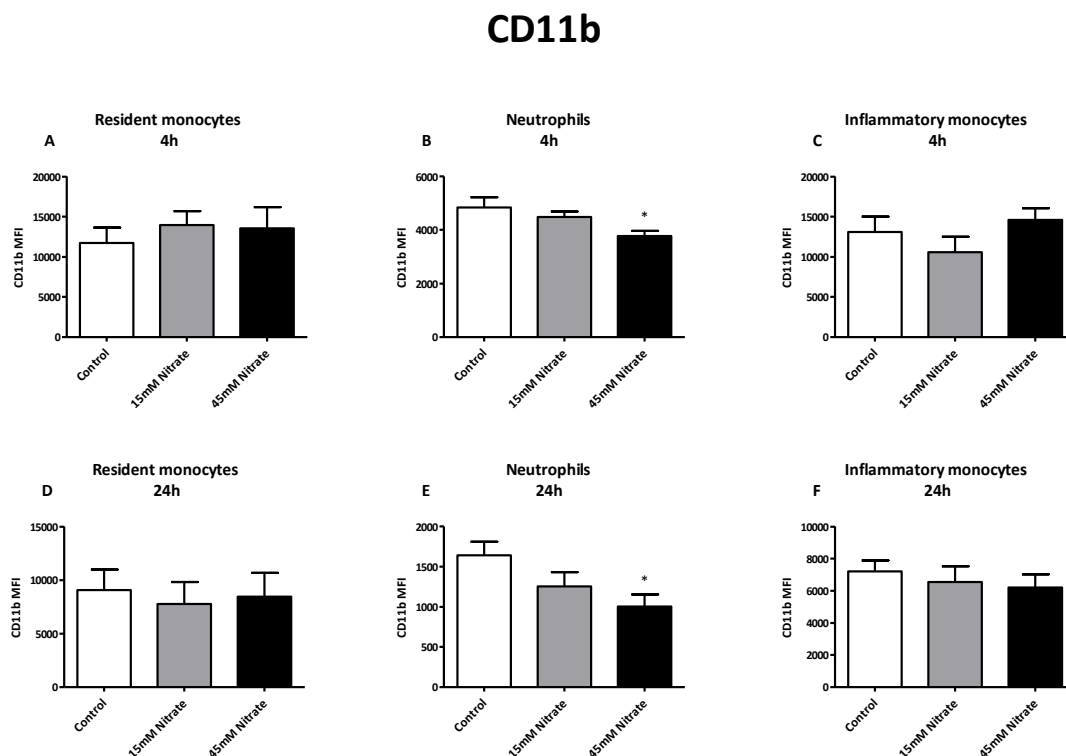 CD11b
Resident monocytes
A 4h
CD11b MFI
20000
15000
10000
5000
0
Control
15mM Nitrate
45mM Nitrate
Neutrophils
B 4h
CD11b MFI
6000
4000
2000
0
*
Control
15mM Nitrate
45mM Nitrate
Inflammatory monocytes
C 4h
CD11b MFI
20000
15000
10000
5000
0
Control
15mM Nitrate
45mM Nitrate
Resident monocytes
D 24h
CD11b MFI
15000
10000
5000
0
Control
15mM Nitrate
45mM Nitrate
Neutrophils
E 24h
CD11b MFI
2000
1500
1000
500
0
*
Control
15mM Nitrate
45mM Nitrate
Inflammatory monocytes
F 24h
CD11b MFI
10000
8000
6000
4000
2000
0
Control
15mM Nitrate
45mM Nitrate